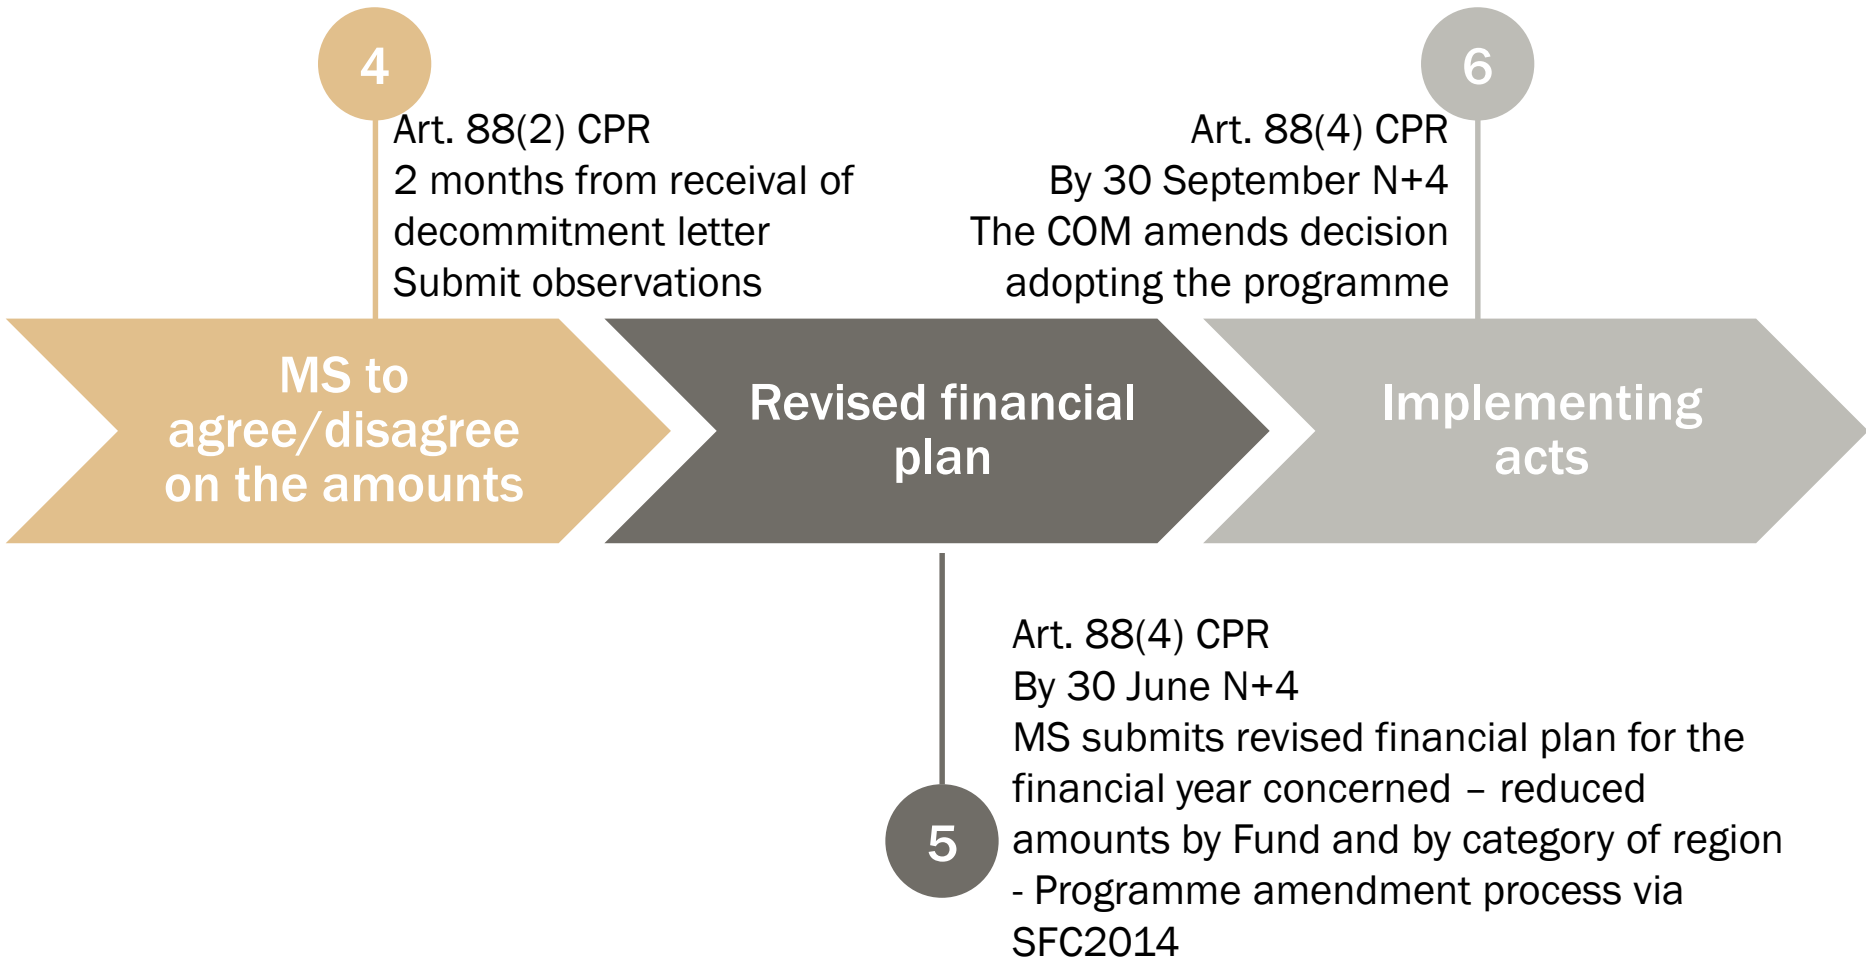 4
Art. 88(2) CPR
2 months from receival of
decommitment letter
Submit observations
MS to
agree/disagree
on the amounts
6
Art. 88(4) CPR
By 30 September N+4
The COM amends decision
adopting the programme
Revised financial
plan
Implementing
acts
5
Art. 88(4) CPR
By 30 June N+4
MS submits revised financial plan for the
financial year concerned – reduced
amounts by Fund and by category of region
- Programme amendment process via
SFC2014